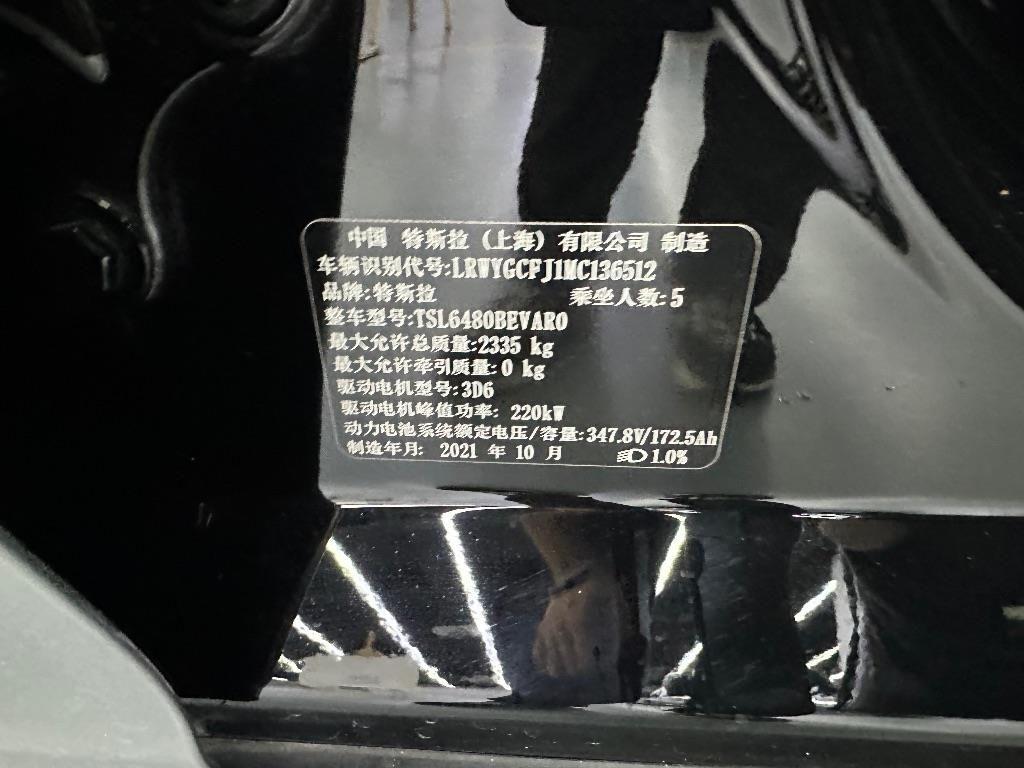 中国 特斯拉(上海)有限公司 制造
车辆识别代号:LRWYGCFJ1MC136512
品牌:特斯拉 乘坐人数:5
整车型号:TSL6480BEVAR0
最大允许总质量:2335 kg
最大允许牵引质量:0 kg
驱动电机型号:3D6
驱动电机峰值功率: 220kW
动力电池系统额定电压/容量:347.8V/172.5Ah
制造年月: 2021 年 10 月 1.0%